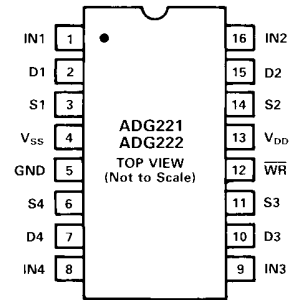 IN1 1 16 IN2
D1 2 15 D2
S1 3 14 S2
ADG221
VSS 4 13 VDD
ADG222
GND 5 TOP VIEW 12 WR
(Not to Scale)
S4 6 11 S3
D4 7 10 D3
IN4 8 9 IN3